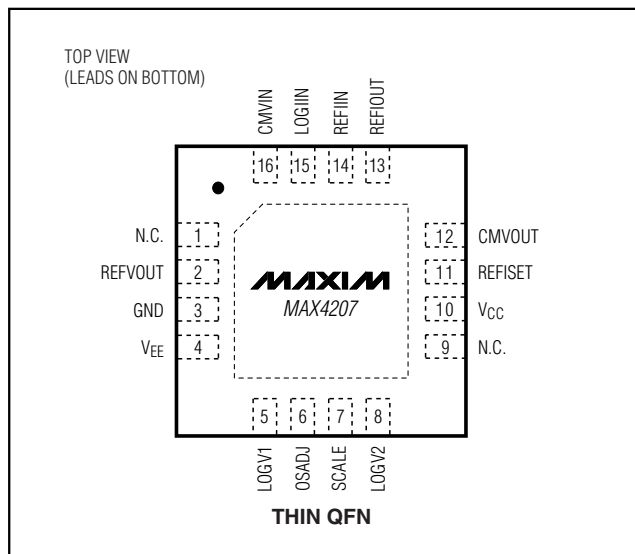 TOP VIEW
(LEADS ON BOTTOM)
CMVIN
LOGIIN
REFIIN
REFIOUT
16 15 14 13
N.C. 1
REFVOUT 2
GND 3
VEE 4
12 CMVOUT
11 REFISET
10 VCC
9 N.C.
MAXIM
MAX4207
5 6 7 8
LOGV1
OSADJ
SCALE
LOGV2
THIN QFN